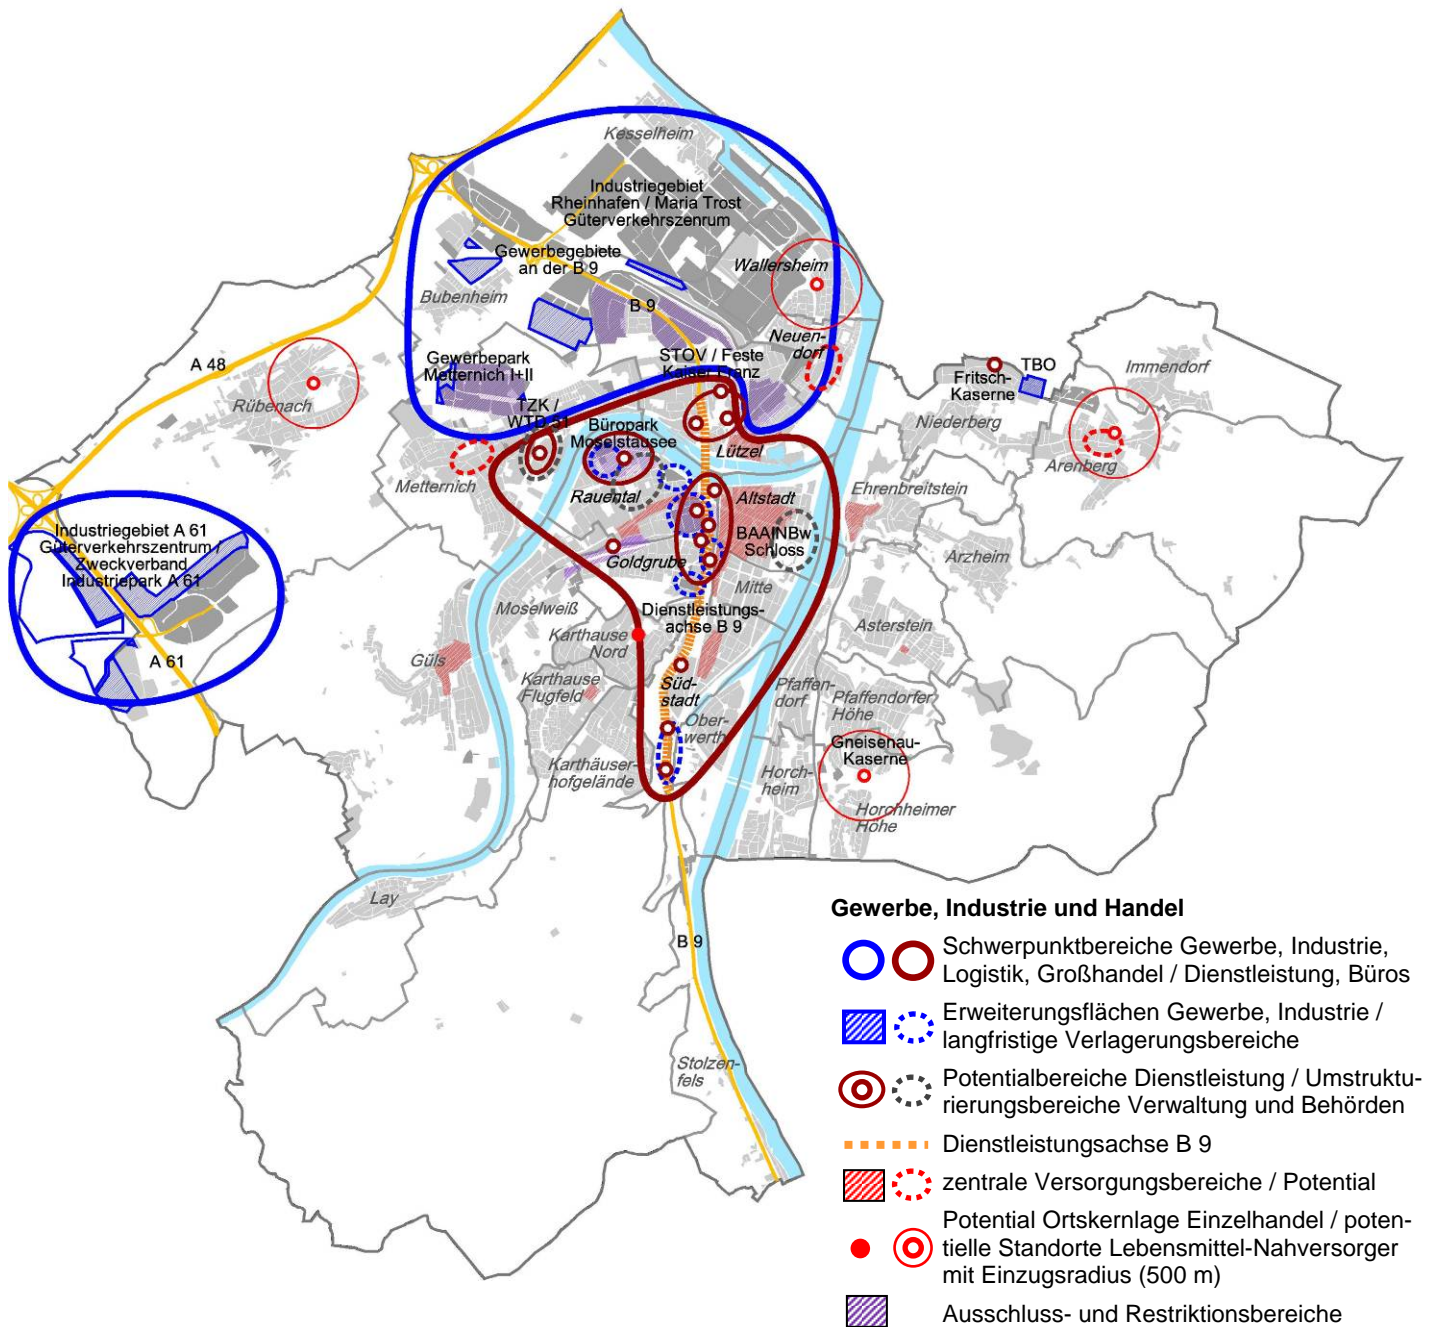 Kesselheim
Industriegebiet
Rheinhafen / Maria Trost
Güterverkehrszenrum
Gewerbegebiete
an der B 9
Wallersheim
Bubenheim
B 9
Neuen-
dorf
STOV / Feste
Kaiser Franz
Gewerbepark
Metternich I+II
A 48
Rübenach
TZK /
WTD 51
Büropark
Moselstausee
Lützel
Fritsch-
Kaserne
TBO
Immendorf
Niederberg
Arenberg
Metternich
Rauental
Altstadt
Ehrenbreitstein
BAAINBw
Schloss
Arzheim
Industriegebiet A 61
Güterverkehrszentrum /
Zweckverband
Industriepark A 61
A 61
Goldgrube
Mitte
Moselweiß
Dienstleistungs-
achse B 9
Karthause
Nord
Asterstein
Güls
Karthause
Flugfeld
Süd-
stadt
Pfaffen-
dorf
Pfaffendorfer
Höhe
Ober-
werth
Gneisenau-
Kaserne
Karthäuser-
hofgelände
Horch-
heim
Horchheimer
Höhe
Lay
B 9
Stolzen-
fels
Gewerbe, Industrie und Handel
Schwerpunktbereiche Gewerbe, Industrie,
Logistik, Großhandel / Dienstleistung, Büros
Erweiterungsflächen Gewerbe, Industrie /
langfristige Verlagerungsbereiche
Potentialbereiche Dienstleistung / Umstruktu-
rierungsbereiche Verwaltung und Behörden
Dienstleistungsachse B 9
zentrale Versorgungsbereiche / Potential
Potential Ortskernlage Einzelhandel / poten-
tielle Standorte Lebensmittel-Nahversorger
mit Einzugsradius (500 m)
Ausschluss- und Restriktionsbereiche